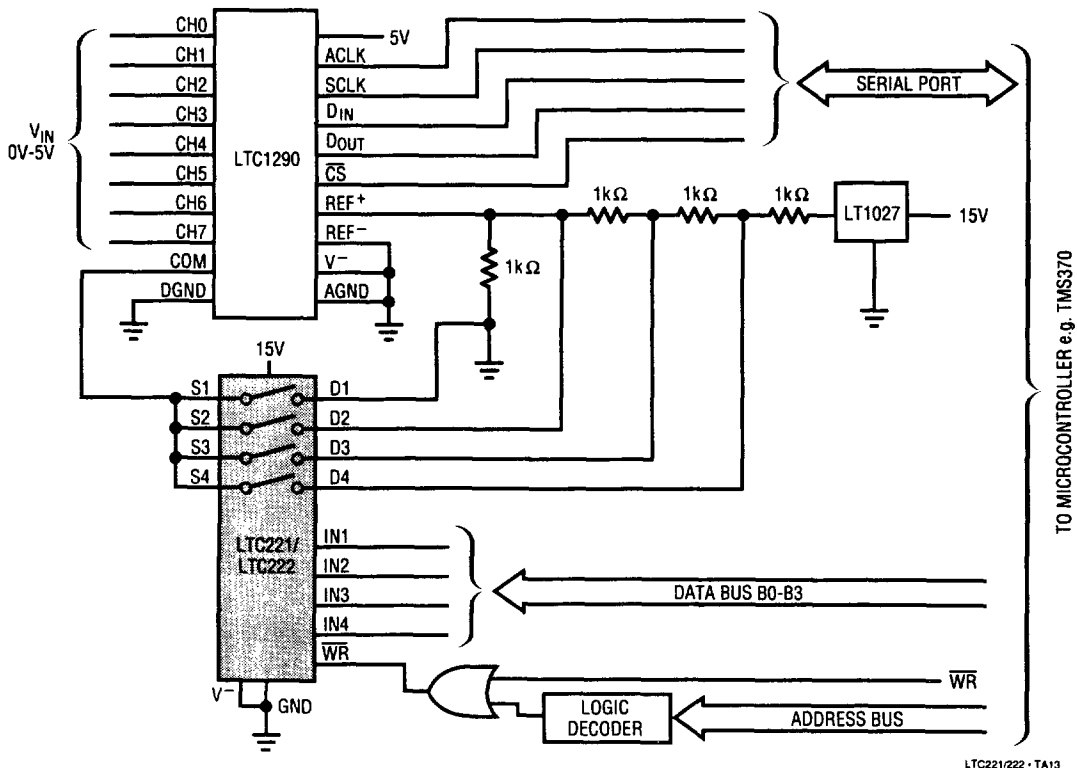 CH0
CH1
CH2
CH3
CH4
CH5
CH6
CH7
COM
DGND
VIN
0V-5V
LTC1290
5V
ACLK
SCLK
DIN
DOUT
CS
REF+
REF−
V−
AGND
SERIAL PORT
1kΩ
1kΩ
1kΩ
1kΩ
LT1027
15V
15V
S1
S2
S3
S4
D1
D2
D3
D4
LTC221/
LTC222
IN1
IN2
IN3
IN4
WR
V−
GND
DATA BUS B0-B3
WR
LOGIC
DECODER
ADDRESS BUS
TO MICROCONTROLLER e.g. TMS370
LTC221/222 • TA13